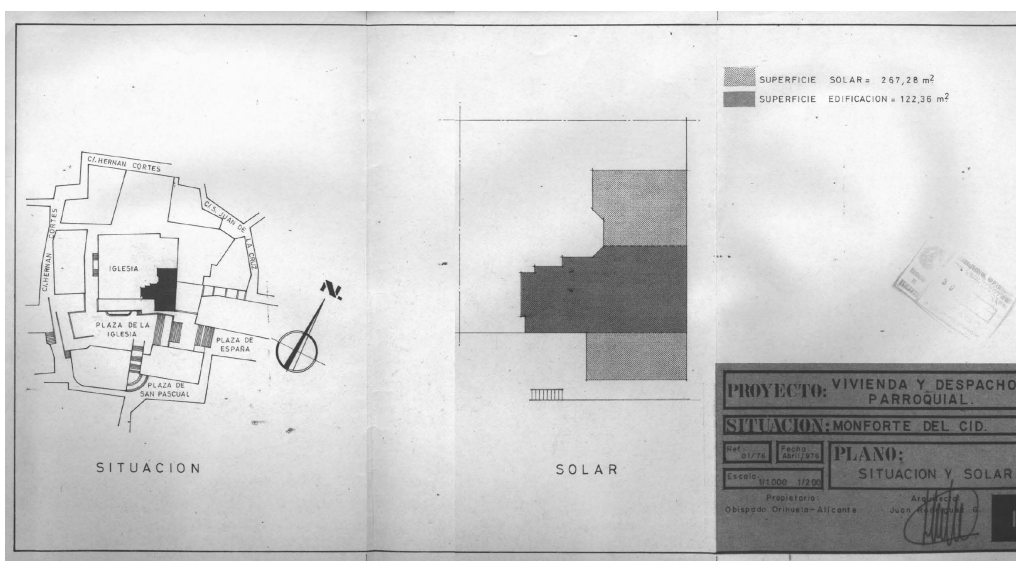 C/. HERNAN CORTES
C/S. JUAN DE LA CRUZ
C/. HERNAN CORTES
IGLESIA
PLAZA DE LA
IGLESIA
PLAZA DE
ESPAÑA
PLAZA DE
SAN PASCUAL
N.
SITUACION
SOLAR
SUPERFICIE SOLAR = 267,28 m2
SUPERFICIE EDIFICACION = 122,36 m2
PROYECTO: VIVIENDA Y DESPACHO
PARROQUIAL.
SITUACION: MONFORTE DEL CID.
Ref: 01/76
Fecha: Abril,1976
PLANO:
SITUACION Y SOLAR
Escala: 1/1.000 1/200
Propietario:
Obispado Orihuela-Alicante
Juan